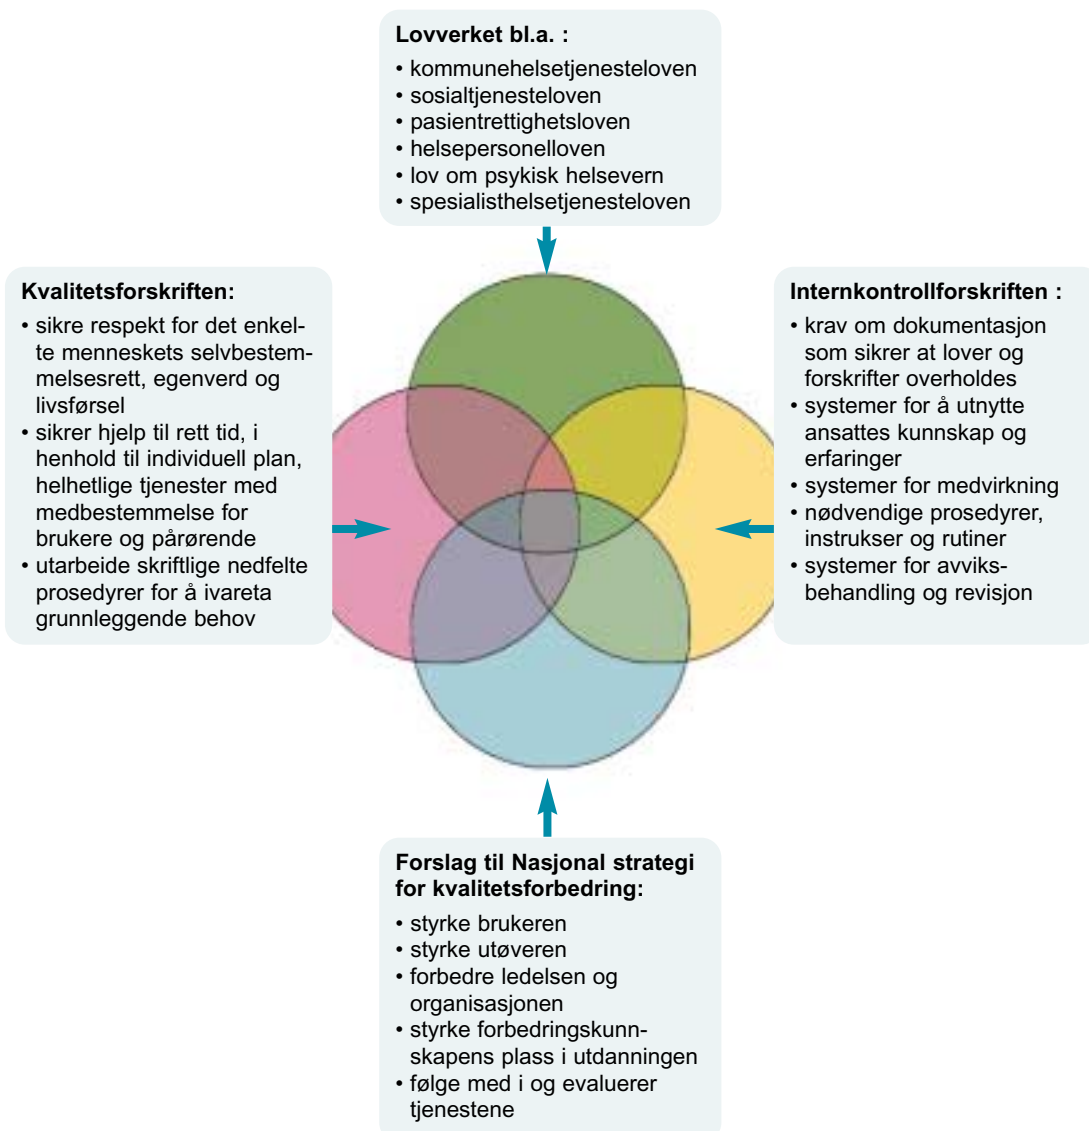 Lovverket bl.a. :
• kommunehelsetjenesteloven
• sosialtjenesteloven
• pasientrettighetsloven
• helsepersonelloven
• lov om psykisk helsevern
• spesialisthelsetjenesteloven
Kvalitetsforskriften:
• sikre respekt for det enkel-
te menneskets selvbestem-
melsesrett, egenverd og
livsførsel
• sikrer hjelp til rett tid, i
henhold til individuell plan,
helhetlige tjenester med
medbestemmelse for
brukere og pårørende
• utarbeide skriftlige nedfelte
prosedyrer for å ivareta
grunnleggende behov
Internkontrollforskriften :
• krav om dokumentasjon
som sikrer at lover og
forskrifter overholdes
• systemer for å utnytte
ansattes kunnskap og
erfaringer
• systemer for medvirkning
• nødvendige prosedyrer,
instrukser og rutiner
• systemer for avviks-
behandling og revisjon
Forslag til Nasjonal strategi
for kvalitetsforbedring:
• styrke brukeren
• styrke utøveren
• forbedre ledelsen og
organisasjonen
• styrke forbedringskunn-
skapens plass i utdanningen
• følge med i og evaluerer
tjenestene